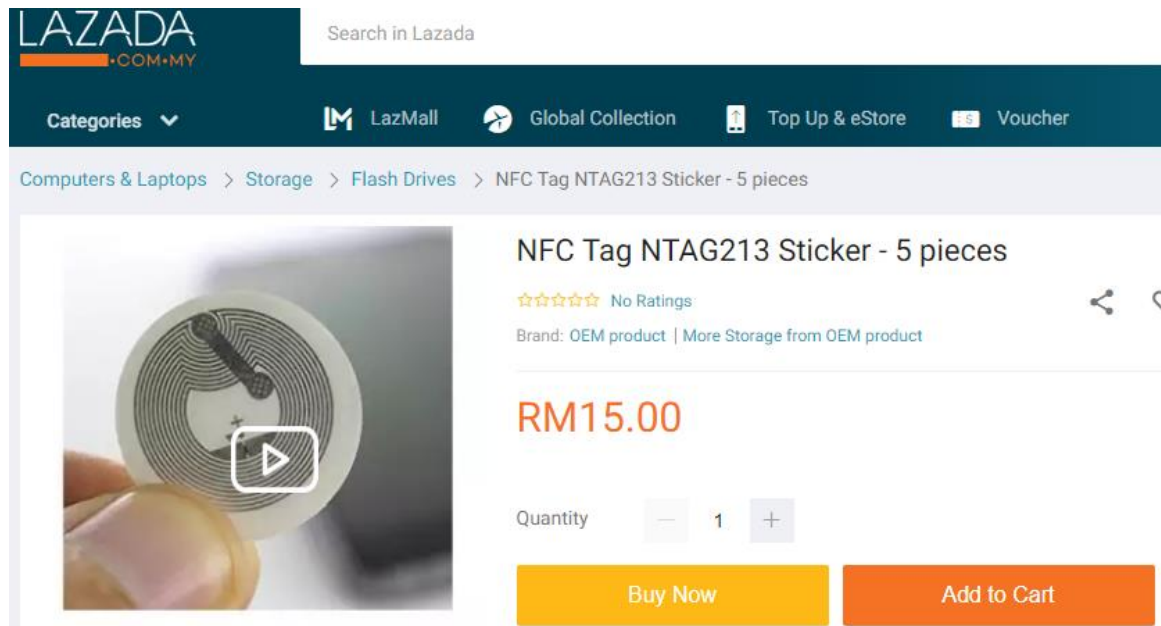 LAZADA
•COM•MY
Search in Lazada
Categories
LazMall
Global Collection
Top Up & eStore
Voucher
Computers & Laptops > Storage > Flash Drives > NFC Tag NTAG213 Sticker - 5 pieces
NFC Tag NTAG213 Sticker - 5 pieces
No Ratings
Brand: OEM product | More Storage from OEM product
RM15.00
Quantity
1
Buy Now
Add to Cart